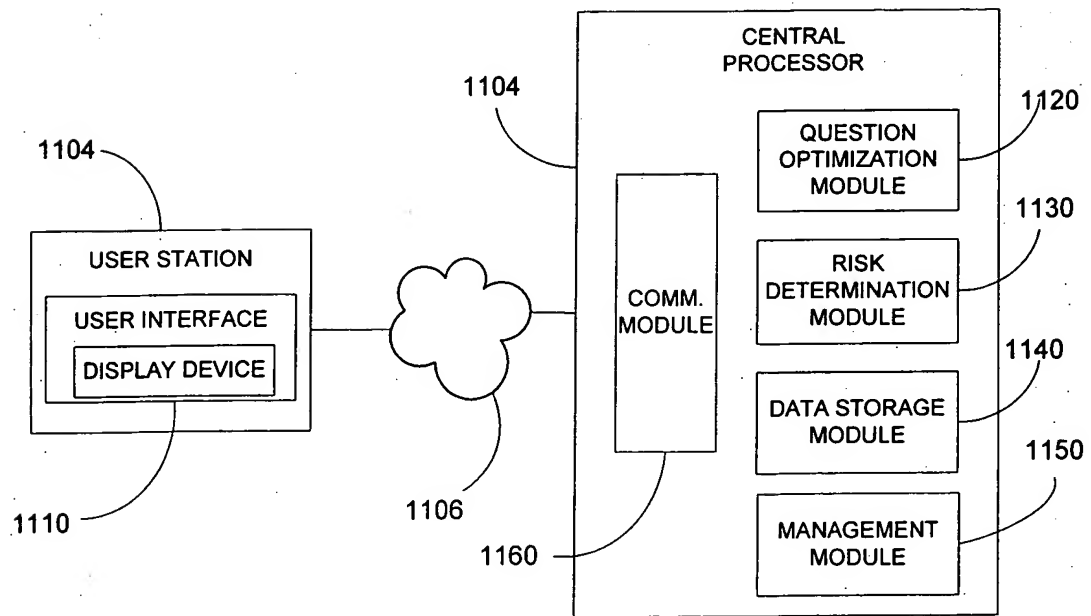 CENTRAL
PROCESSOR
1104
1120
QUESTION
OPTIMIZATION
MODULE
1104
1130
USER STATION
RISK
DETERMINATION
MODULE
USER INTERFACE
COMM.
MODULE
DISPLAY DEVICE
1140
DATA STORAGE
MODULE
1150
1110
1106
1160
MANAGEMENT
MODULE